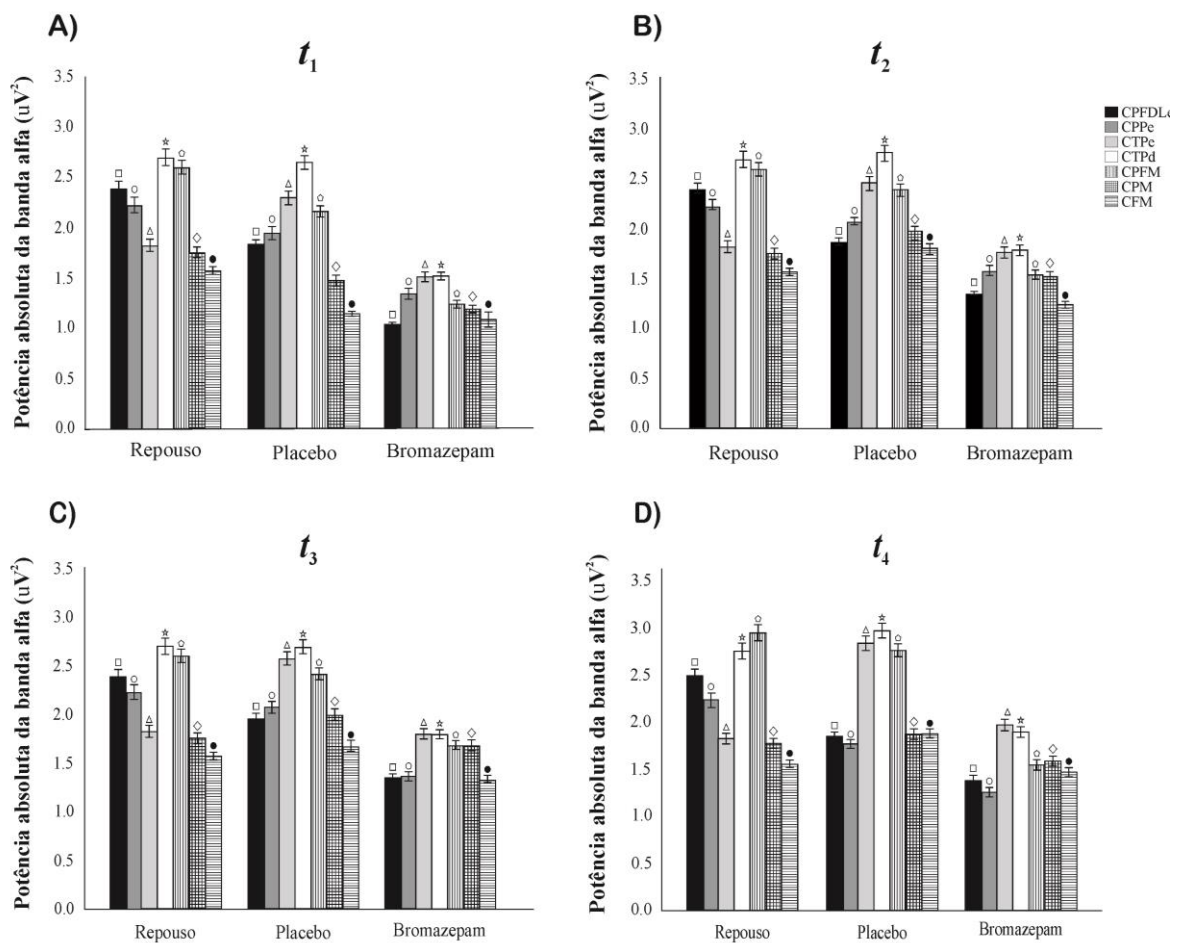 A)
t1
Potência absoluta da banda alfa (uV²)
3.5
3.0
2.5
2.0
1.5
1.0
0.5
0.0
Repouso
Placebo
Bromazepam
B)
t2
Potência absoluta da banda alfa (uV²)
3.5
3.0
2.5
2.0
1.5
1.0
0.5
0.0
Repouso
Placebo
Bromazepam
CPFDLe
CPPe
CTPe
CTPd
CPFM
CPM
CFM
C)
t3
Potência absoluta da banda alfa (uV²)
3.5
3.0
2.5
2.0
1.5
1.0
0.5
0.0
Repouso
Placebo
Bromazepam
D)
t4
Potência absoluta da banda alfa (uV²)
3.5
3.0
2.5
2.0
1.5
1.0
0.5
0.0
Repouso
Placebo
Bromazepam